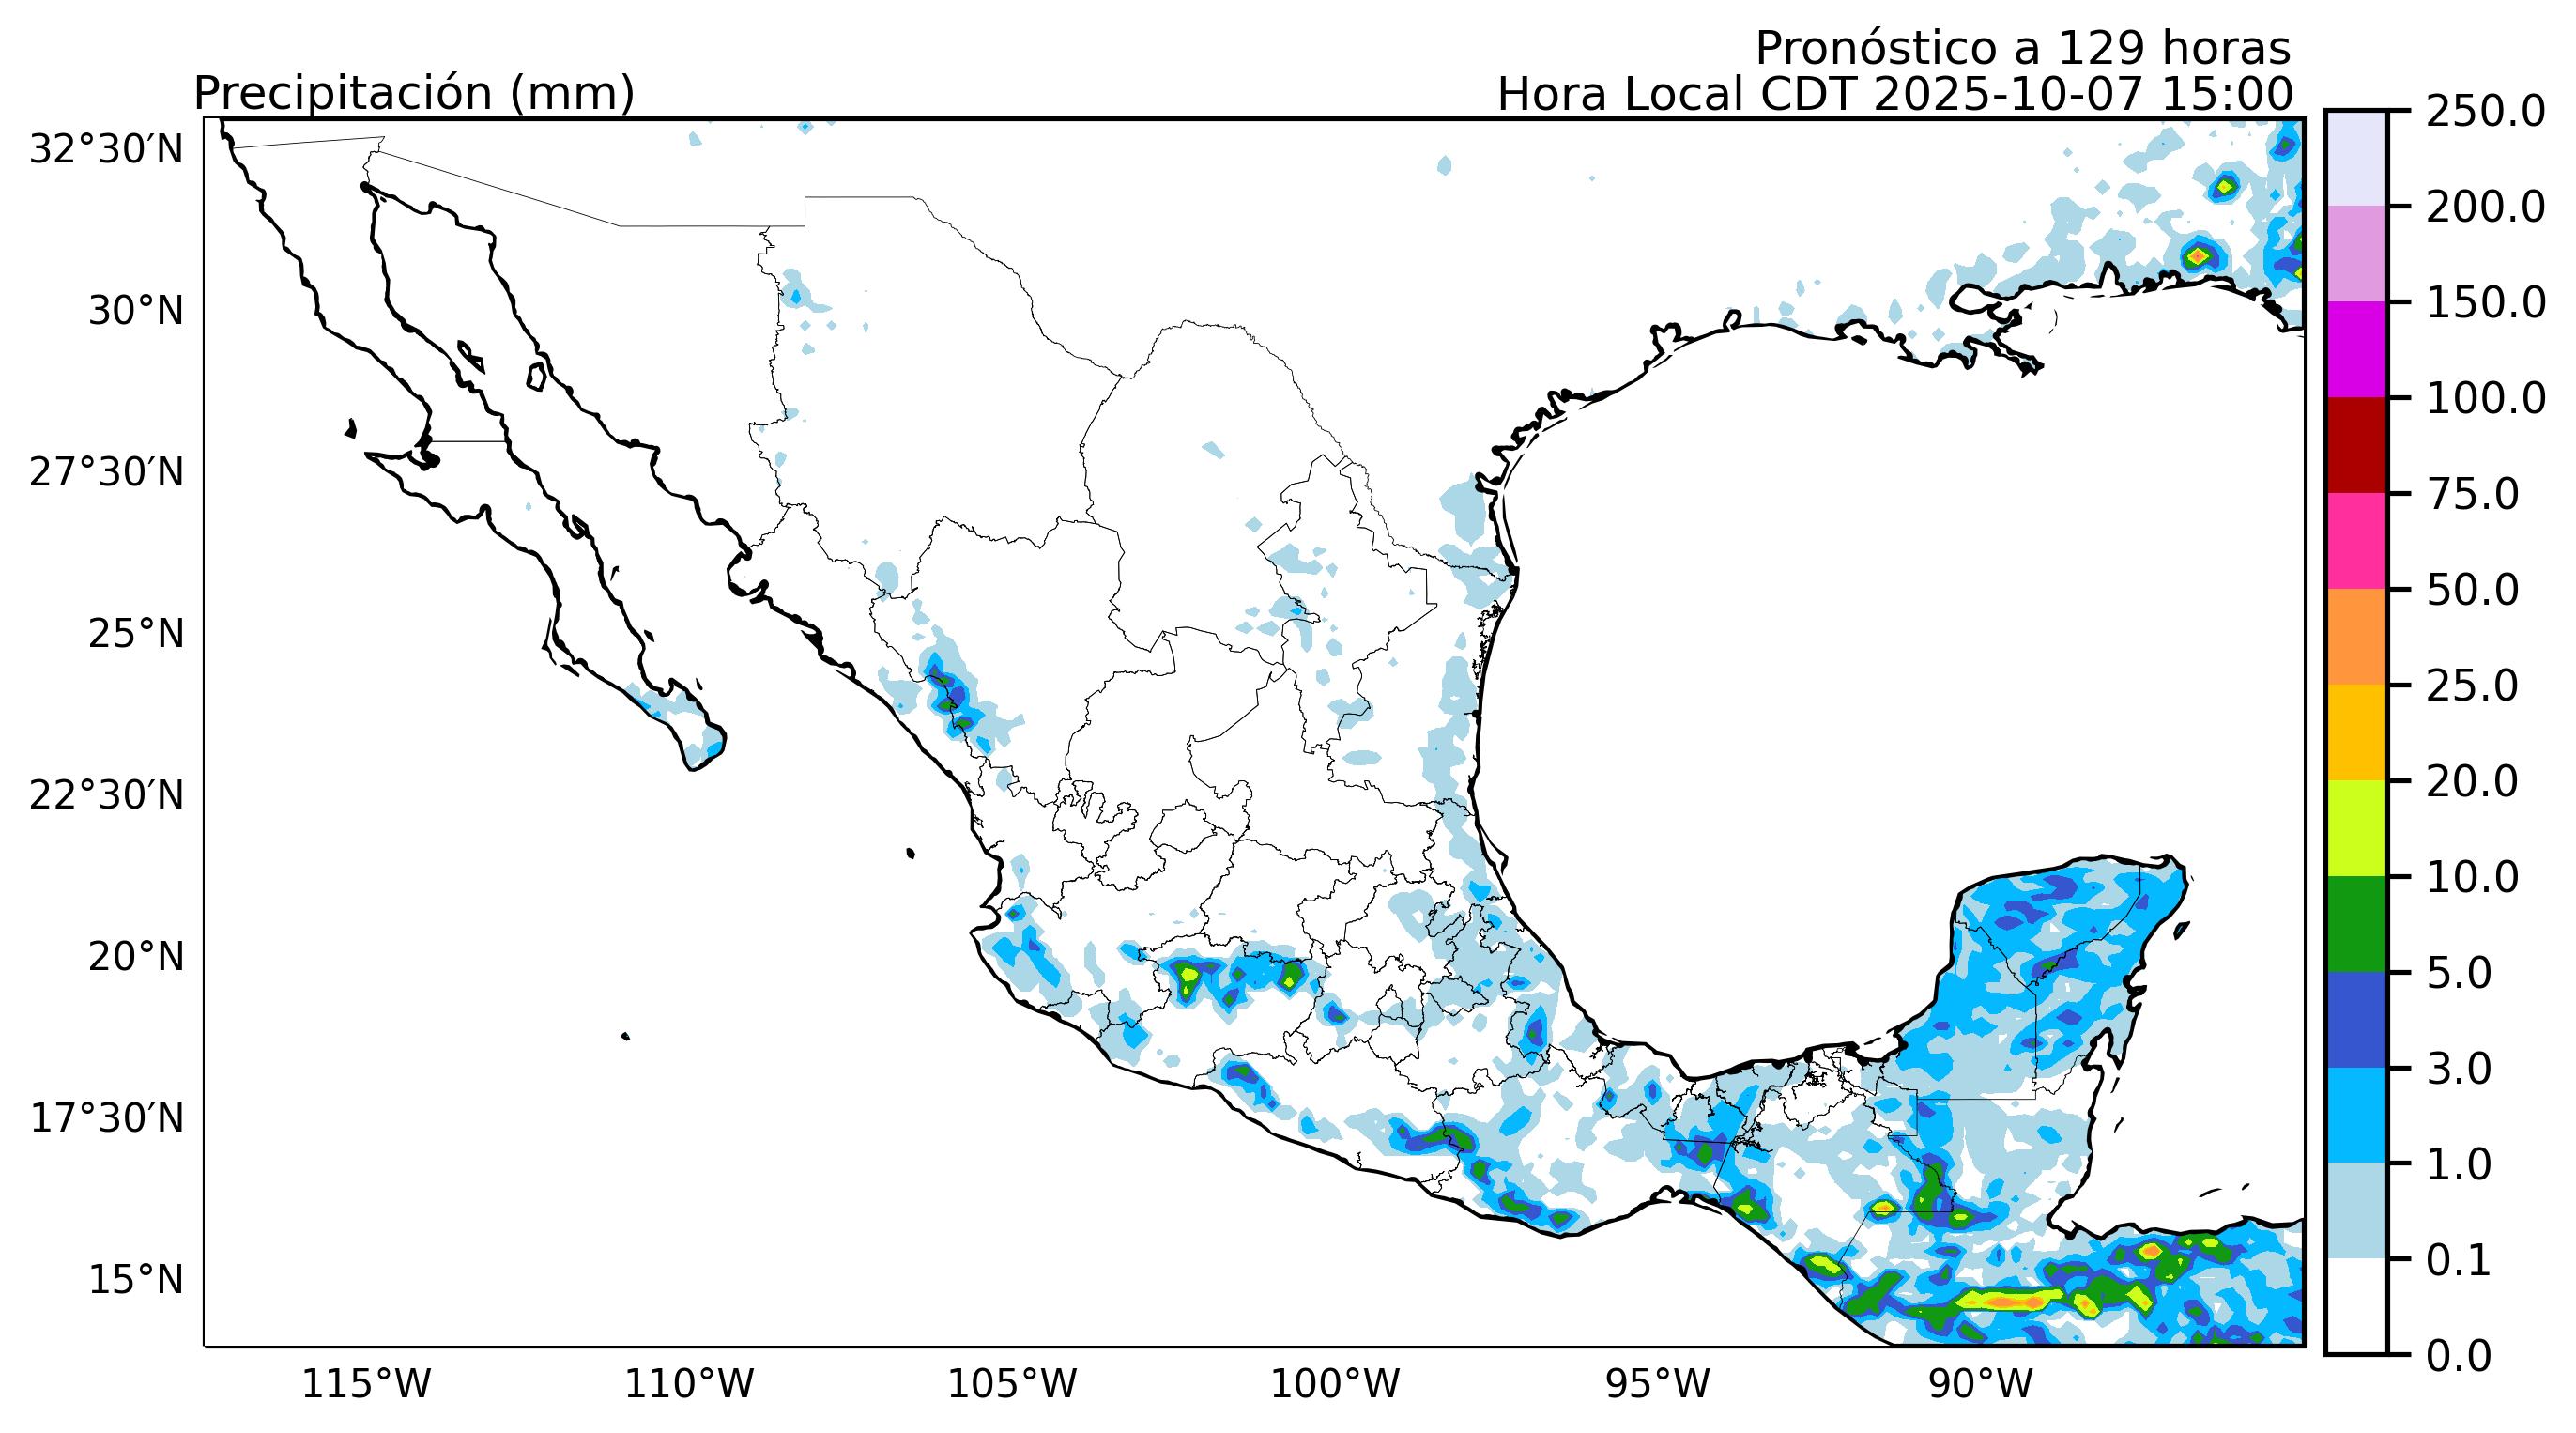 Pronóstico a 129 horas
Precipitación (mm)
Hora Local CDT 2025-10-07 15:00
32°30′N
30°N
27°30′N
25°N
22°30′N
20°N
17°30′N
15°N
115°W
110°W
105°W
100°W
95°W
90°W
250.0
200.0
150.0
100.0
75.0
50.0
25.0
20.0
10.0
5.0
3.0
1.0
0.1
0.0